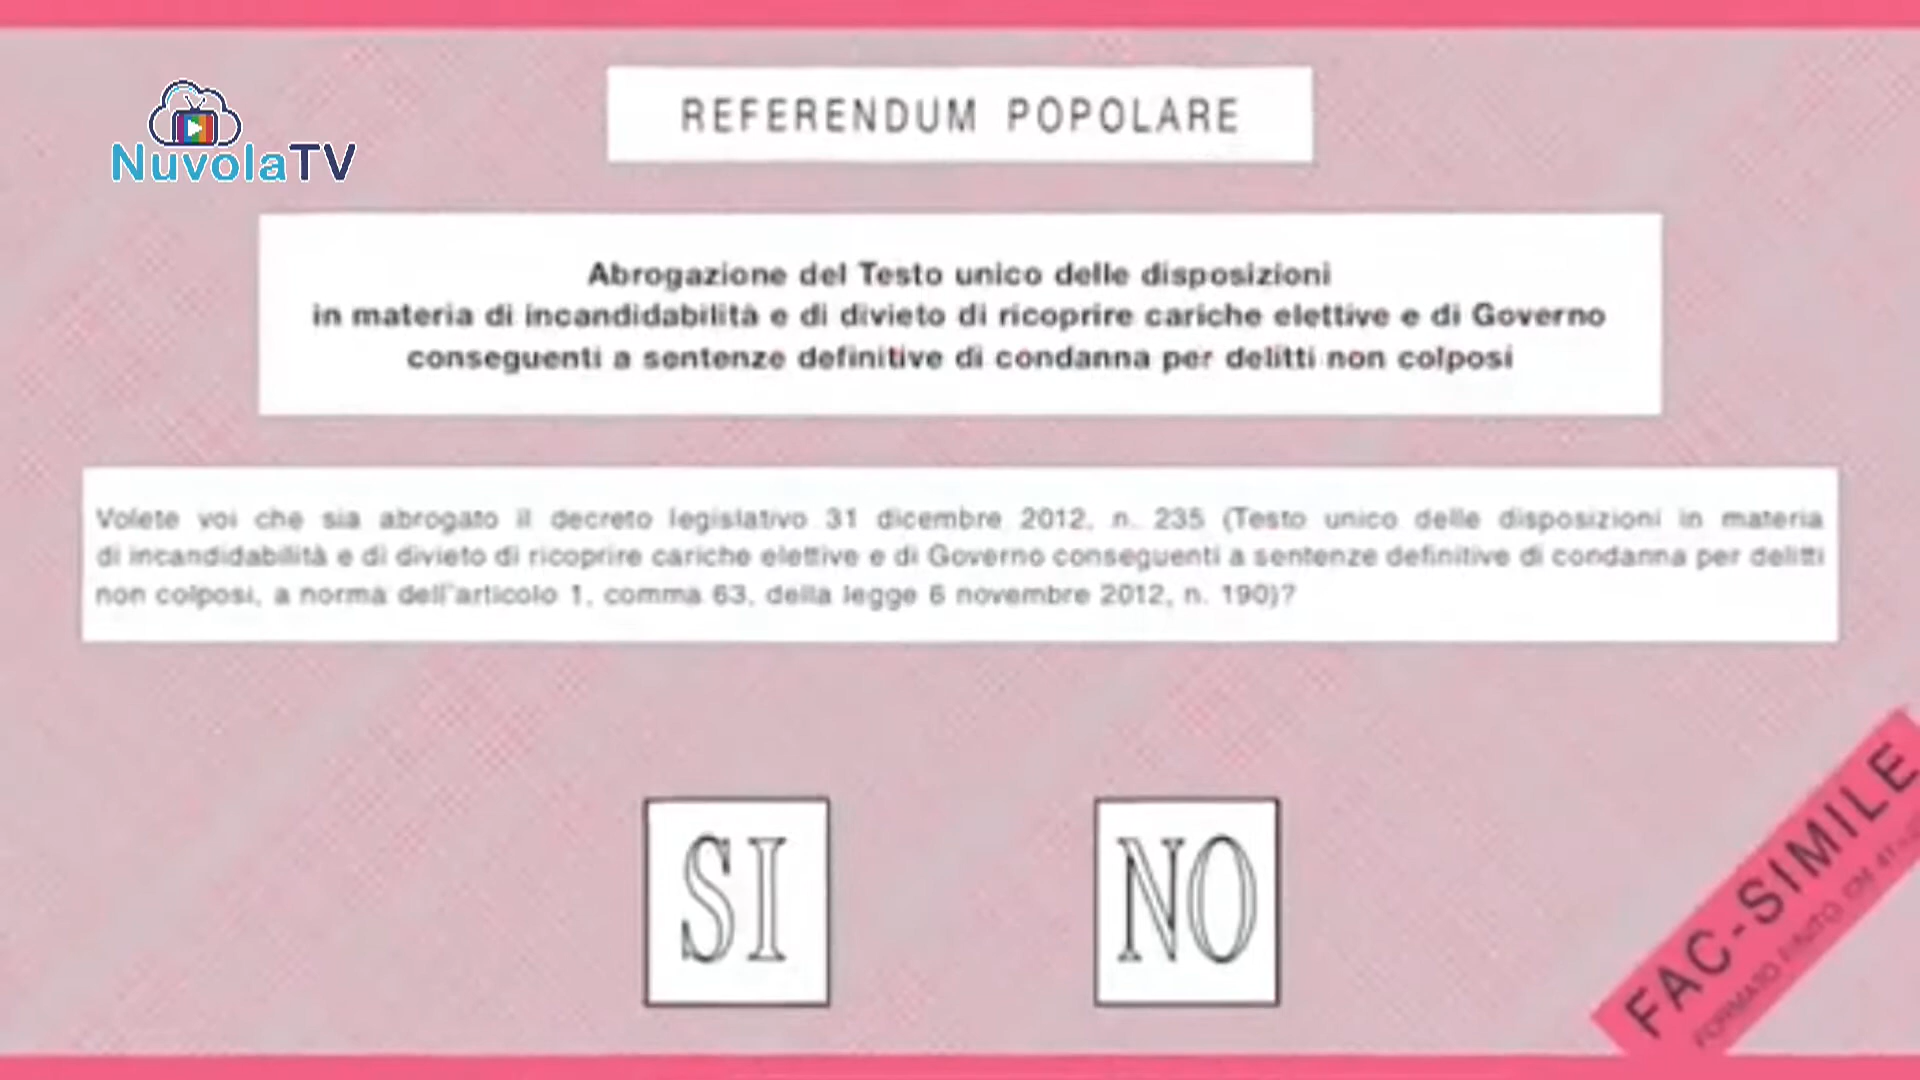 NuvolaTV
REFERENDUM POPOLARE
Abrogazione del Testo unico delle disposizioni
in materia di incandidabilità e di divieto di ricoprire cariche elettive e di Governo
conseguenti a sentenze definitive di condanna per delitti non colposi
Volete voi che sia abrogato il decreto legislativo 31 dicembre 2012, n. 235 (Testo unico delle disposizioni in materia
di incandidabilità e di divieto di ricoprire cariche elettive e di Governo conseguenti a sentenze definitive di condanna per delitti
non colposi, a norma dell'articolo 1, comma 63, della legge 6 novembre 2012, n. 190)?
SI
NO
FAC-SIMILE
FORMATO FINITO CM 41